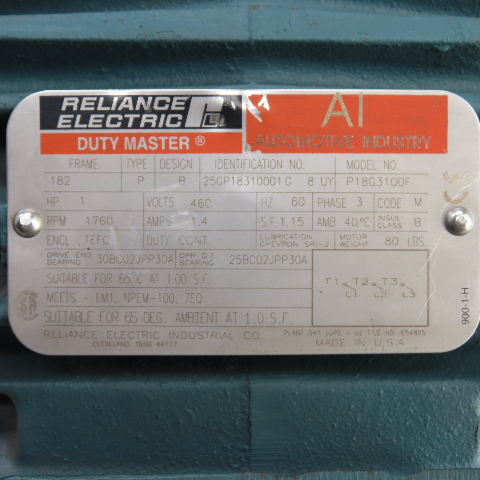 RELIANCE ELECTRIC
DUTY MASTER ®
AI
AUTOMOTIVE INDUSTRY
FRAME TYPE DESIGN IDENTIFICATION NO. MODEL NO.
182 P B 25GP18310001G 8 UY P18G3100F
HP 1 VOLTS 460 HZ 60 PHASE 3 CODE M
RPM 1760 AMPS 1.4 S.F. 1.15 AMB 40°C INSUL CLASS B
ENCL. TEFC DUTY CONT LUBRICATION CHEVRON SRI-2 MOTOR WEIGHT 80 LBS.
DRIVE END BEARING 30BC02JPP30A OPP. D.E. BEARING 25BC02JPP30A
SUITABLE FOR 65°C AT 1.00 S.F.
MEETS - EM1, NPEM-100, 7EQ
SUITABLE FOR 65 DEG. AMBIENT AT 1.0 S.F.
T1 T2 T3
L1 L2 L3
RELIANCE ELECTRIC INDUSTRIAL CO.
CLEVELAND, OHIO 44117
MADE IN U.S.A.
900-1-H